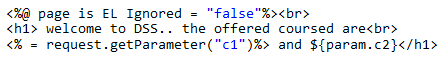 <%@ page is EL Ignored = "false"%><br>
<h1> welcome to DSS.. the offered coursed are<br>
<% = request.getParameter("c1")%> and ${param.c2}</h1>